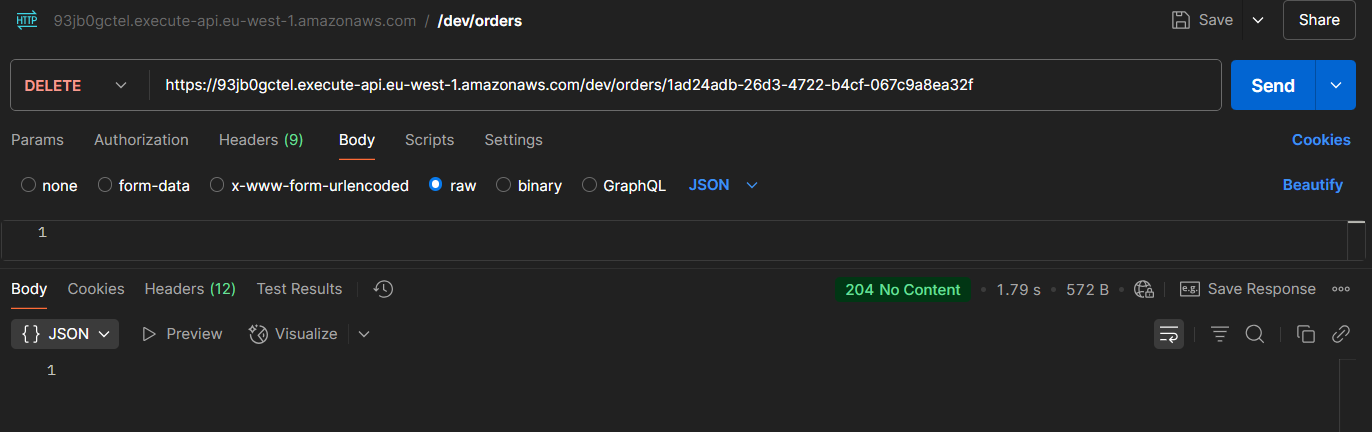 HTTP 93jb0gctel.execute-api.eu-west-1.amazonaws.com / /dev/orders Save Share
DELETE https://93jb0gctel.execute-api.eu-west-1.amazonaws.com/dev/orders/1ad24adb-26d3-4722-b4cf-067c9a8ea32f Send
Params Authorization Headers (9) Body Scripts Settings Cookies
none form-data x-www-form-urlencoded raw binary GraphQL JSON Beautify
1
Body Cookies Headers (12) Test Results 204 No Content • 1.79 s • 572 B • e.g. Save Response
{} JSON Preview Visualize
1